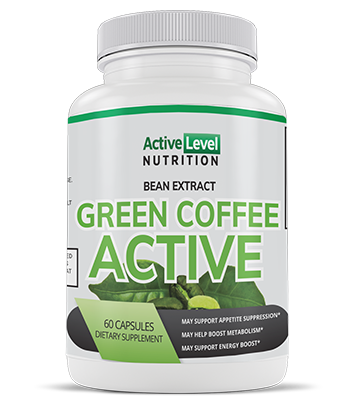 Active Level
NUTRITION
BEAN EXTRACT
GREEN COFFEE
ACTIVE
60 CAPSULES
DIETARY SUPPLEMENT
MAY SUPPORT APPETITE SUPPRESSION*
MAY HELP BOOST METABOLISM*
MAY SUPPORT ENERGY BOOST*